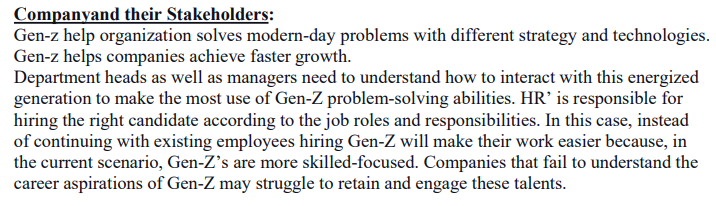 Companyand their Stakeholders:
Gen-z help organization solves modern-day problems with different strategy and technologies.
Gen-z helps companies achieve faster growth.
Department heads as well as managers need to understand how to interact with this energized
generation to make the most use of Gen-Z problem-solving abilities. HR’ is responsible for
hiring the right candidate according to the job roles and responsibilities. In this case, instead
of continuing with existing employees hiring Gen-Z will make their work easier because, in
the current scenario, Gen-Z’s are more skilled-focused. Companies that fail to understand the
career aspirations of Gen-Z may struggle to retain and engage these talents.